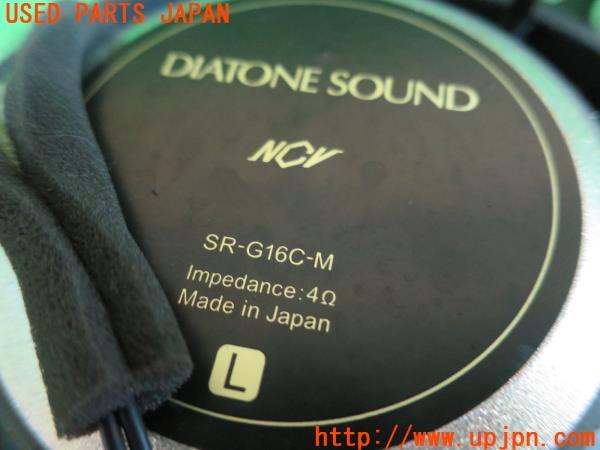 USED PARTS JAPAN
DIATONE SOUND
NCV
SR-G16C-M
Impedance:4Ω
Made in Japan
L
http://www.upjpn.com/